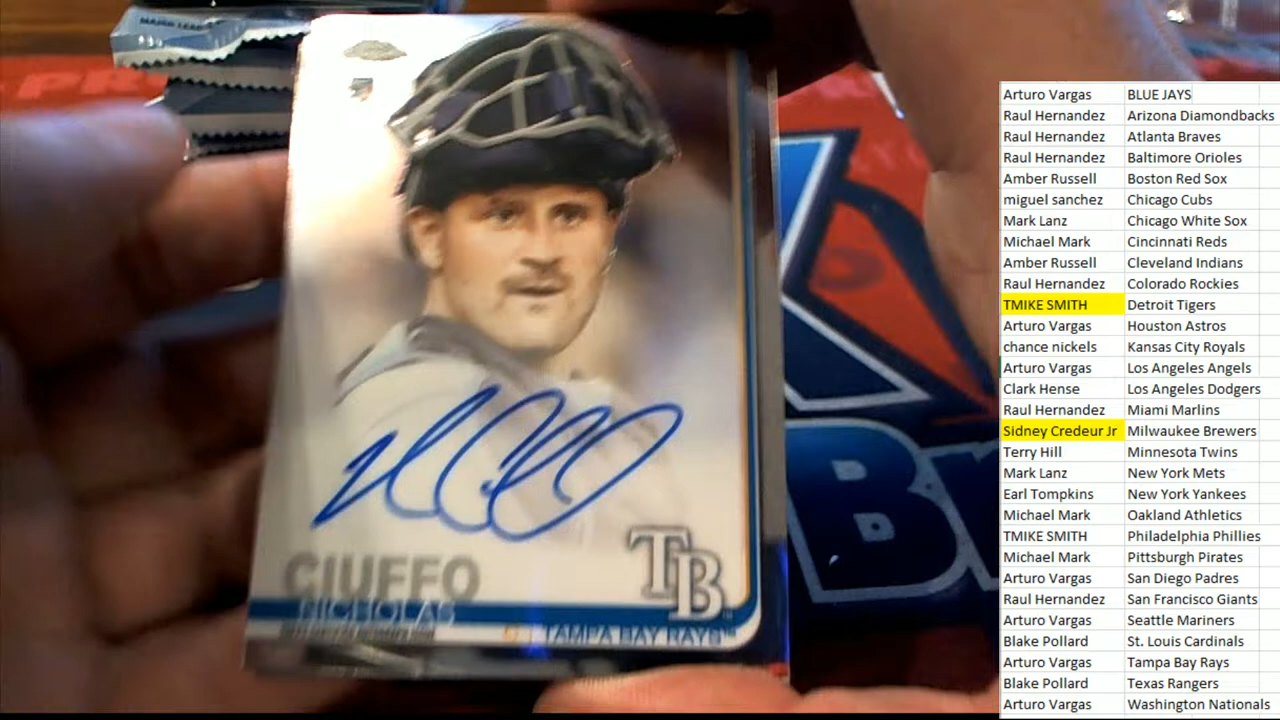 MAJOR LEA
PR
CIUFFO
NICHOLAS
TAMPA BAY RAYS™
TB
Arturo Vargas BLUE JAYS
Raul Hernandez Arizona Diamondbacks
Raul Hernandez Atlanta Braves
Raul Hernandez Baltimore Orioles
Amber Russell Boston Red Sox
miguel sanchez Chicago Cubs
Mark Lanz Chicago White Sox
Michael Mark Cincinnati Reds
Amber Russell Cleveland Indians
Raul Hernandez Colorado Rockies
TMIKE SMITH Detroit Tigers
Arturo Vargas Houston Astros
chance nickels Kansas City Royals
Arturo Vargas Los Angeles Angels
Clark Hense Los Angeles Dodgers
Raul Hernandez Miami Marlins
Sidney Credeur Jr Milwaukee Brewers
Terry Hill Minnesota Twins
Mark Lanz New York Mets
Earl Tompkins New York Yankees
Michael Mark Oakland Athletics
TMIKE SMITH Philadelphia Phillies
Michael Mark Pittsburgh Pirates
Arturo Vargas San Diego Padres
Raul Hernandez San Francisco Giants
Arturo Vargas Seattle Mariners
Blake Pollard St. Louis Cardinals
Arturo Vargas Tampa Bay Rays
Blake Pollard Texas Rangers
Arturo Vargas Washington Nationals